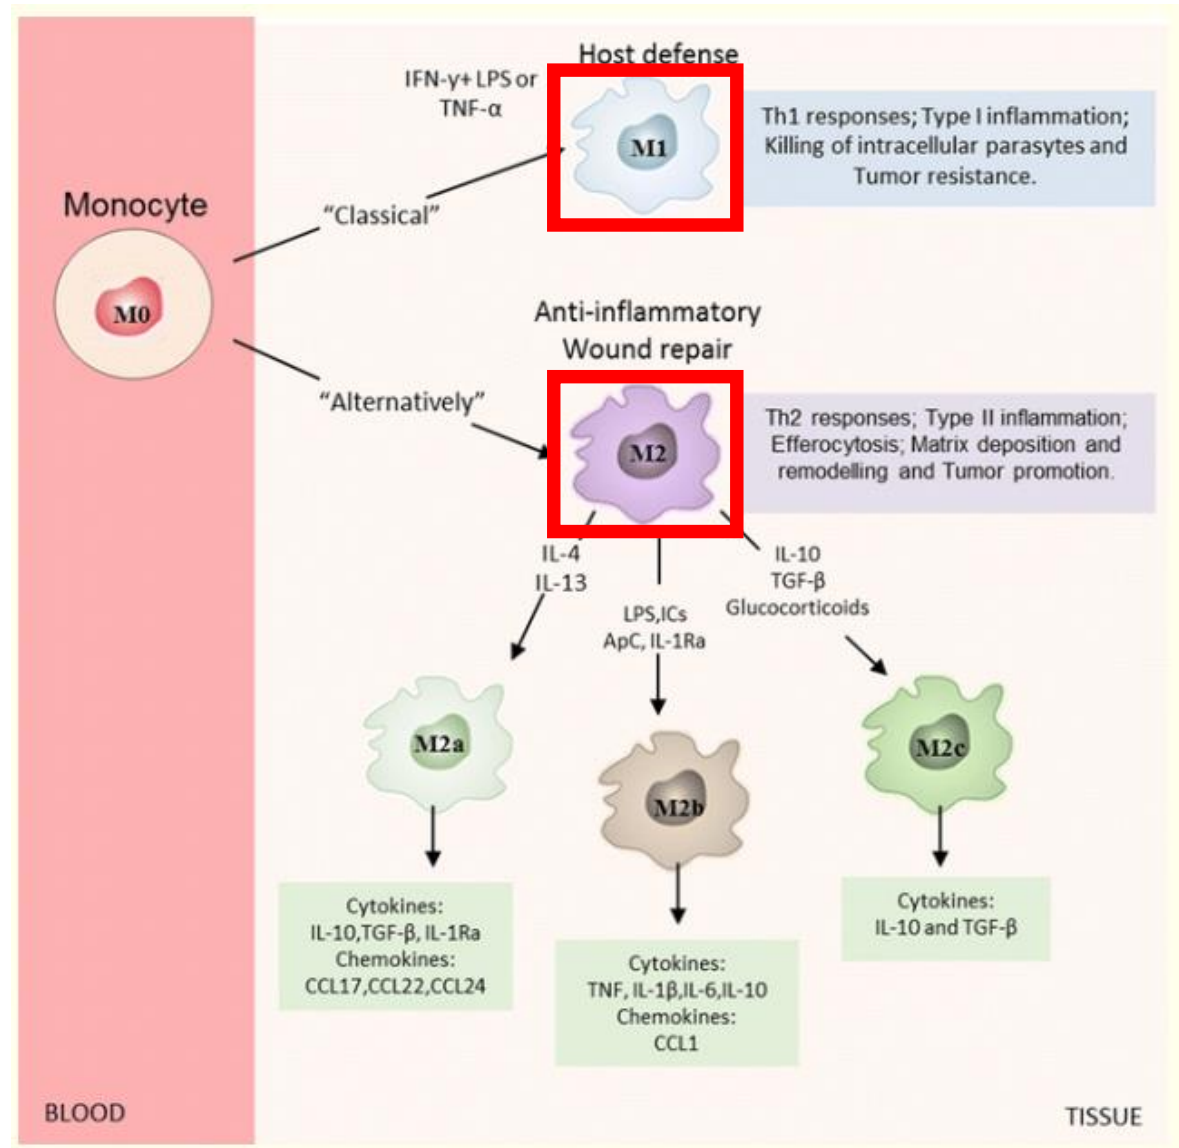 Host defense
IFN-γ+ LPS or
TNF-α
M1
Th1 responses; Type I inflammation;
Killing of intracellular parasytes and
Tumor resistance.
Monocyte
M0
“Classical”
Anti-inflammatory
Wound repair
“Alternatively”
M2
Th2 responses; Type II inflammation;
Efferocytosis; Matrix deposition and
remodelling and Tumor promotion.
IL-4
IL-13
LPS,ICs
ApC, IL-1Ra
IL-10
TGF-β
Glucocorticoids
M2a
M2b
M2c
Cytokines:
IL-10,TGF-β, IL-1Ra
Chemokines:
CCL17,CCL22,CCL24
Cytokines:
TNF, IL-1β,IL-6,IL-10
Chemokines:
CCL1
Cytokines:
IL-10 and TGF-β
BLOOD
TISSUE